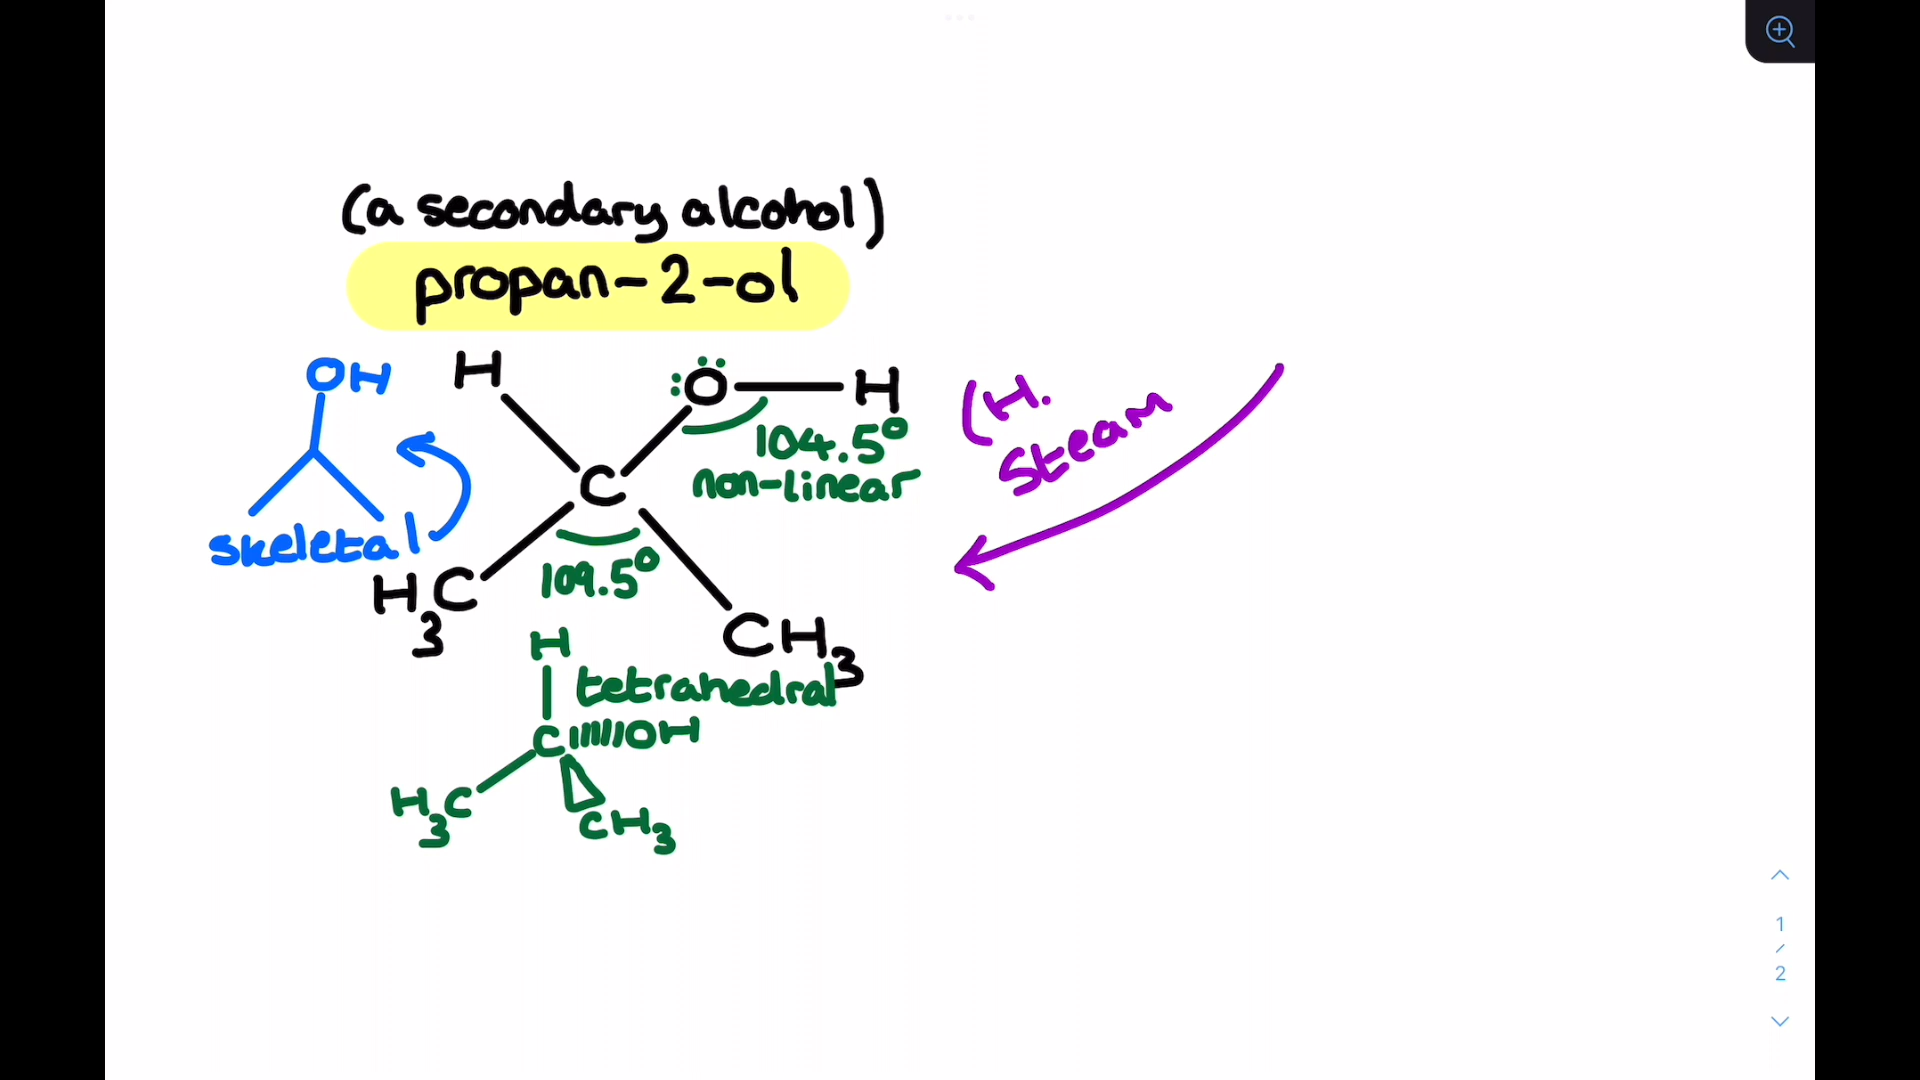 (a secondary alcohol)
propan-2-ol
OH
H
:Ö
H
(H.
Steam
104.5°
non-linear
C
skeletal
H3C
109.5°
CH3
H
tetrahedral
C
OH
H3C
CH3
1
/
2